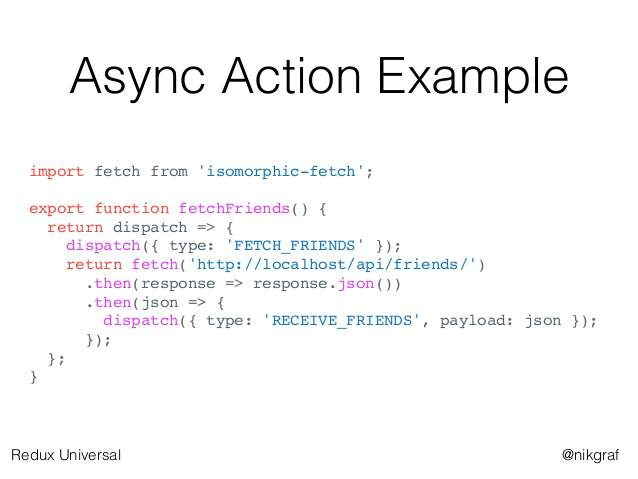 Async Action Example
import fetch from 'isomorphic-fetch';
export function fetchFriends() {
  return dispatch => {
    dispatch({ type: 'FETCH_FRIENDS' });
    return fetch('http://localhost/api/friends/')
      .then(response => response.json())
      .then(json => {
        dispatch({ type: 'RECEIVE_FRIENDS', payload: json });
      });
  };
}
Redux Universal
@nikgraf